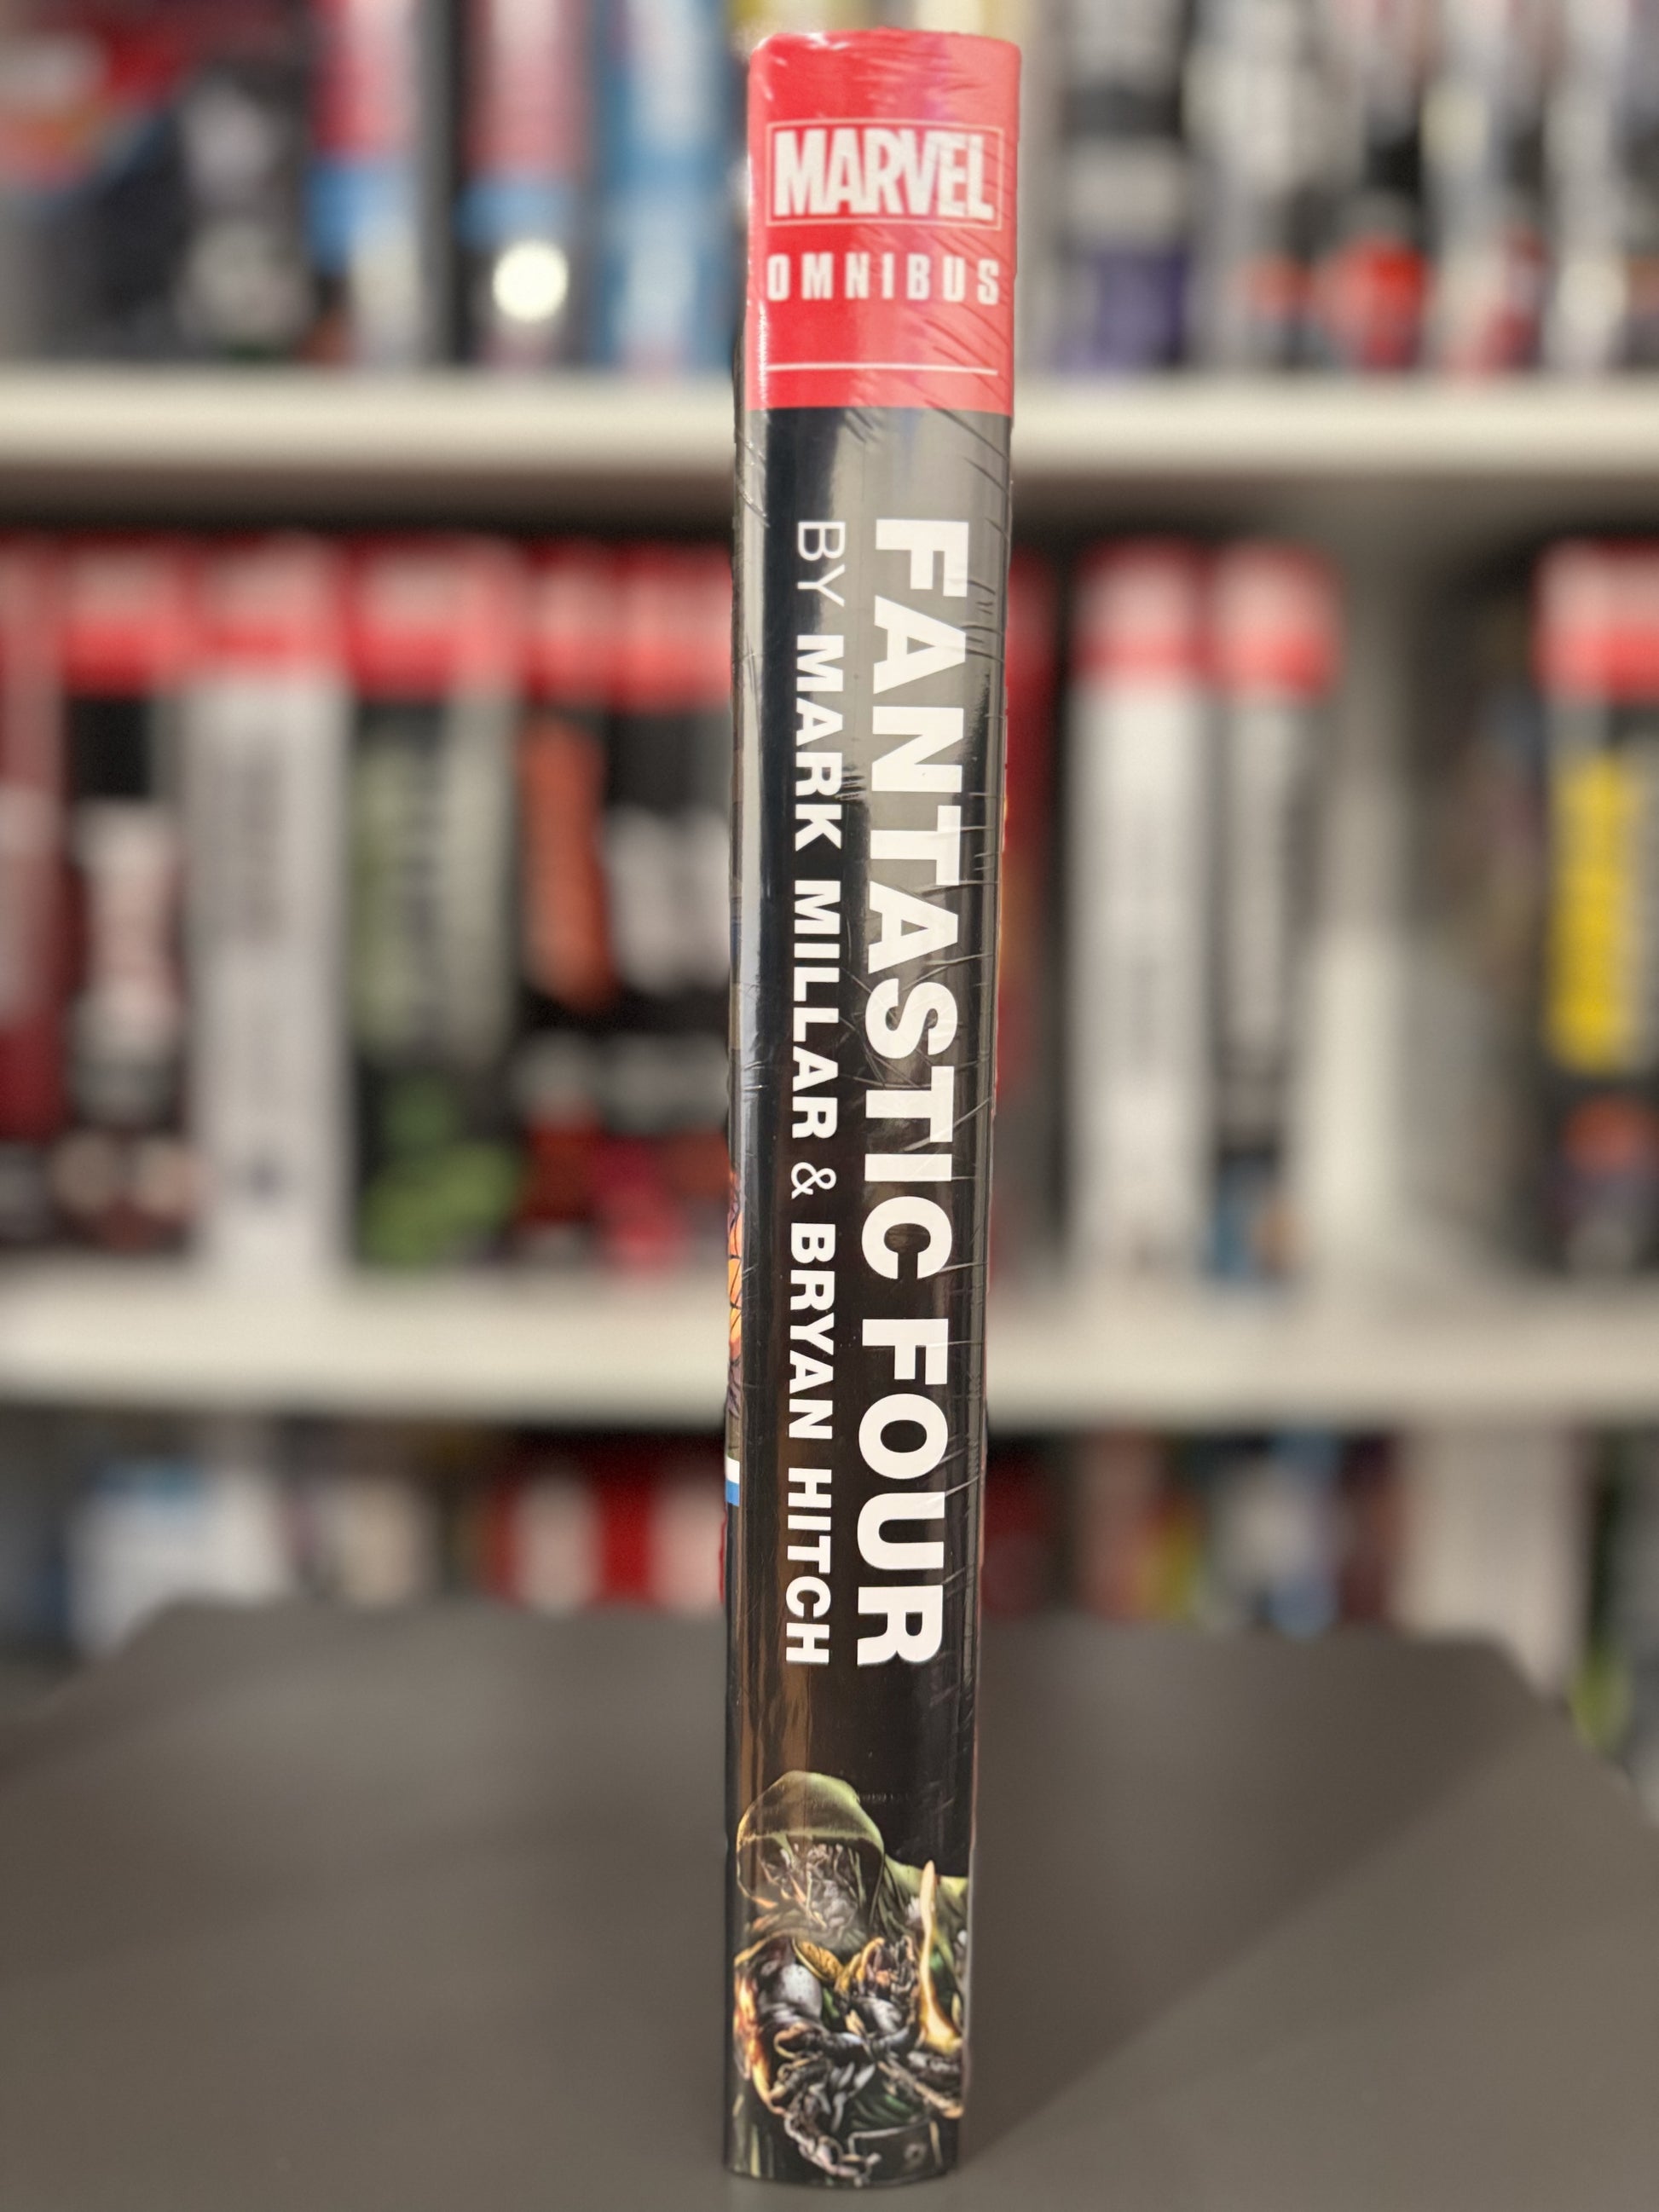 MARVEL
OMNIBUS
FANTASTIC FOUR
BY MARK MILLAR & BRYAN HITCH